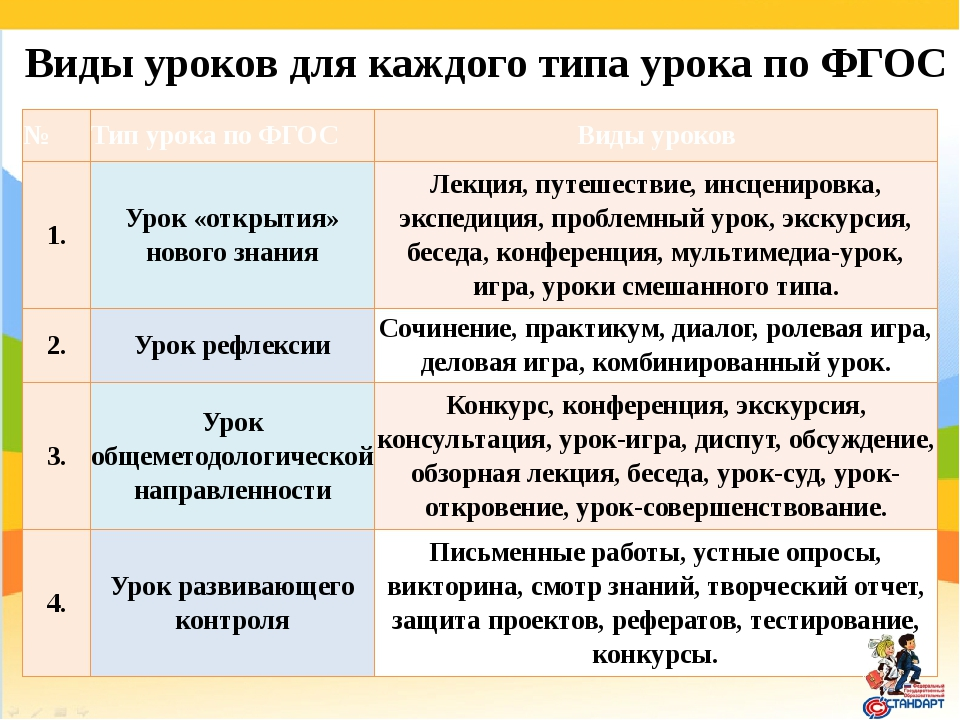 Виды уроков для каждого типа урока по ФГОС
№ Тип урока по ФГОС Виды уроков
1.
Урок «открытия»
нового знания
Лекция, путешествие, инсценировка,
экспедиция, проблемный урок, экскурсия,
беседа, конференция, мультимедиа-урок,
игра, уроки смешанного типа.
2.
Урок рефлексии
Сочинение, практикум, диалог, ролевая игра,
деловая игра, комбинированный урок.
3.
Урок
общеметодологической
направленности
Конкурс, конференция, экскурсия,
консультация, урок-игра, диспут, обсуждение,
обзорная лекция, беседа, урок-суд, урок-
откровение, урок-совершенствование.
4.
Урок развивающего
контроля
Письменные работы, устные опросы,
викторина, смотр знаний, творческий отчет,
защита проектов, рефератов, тестирование,
конкурсы.
Федеральный
Государственный
Образовательный
СТАНДАРТ